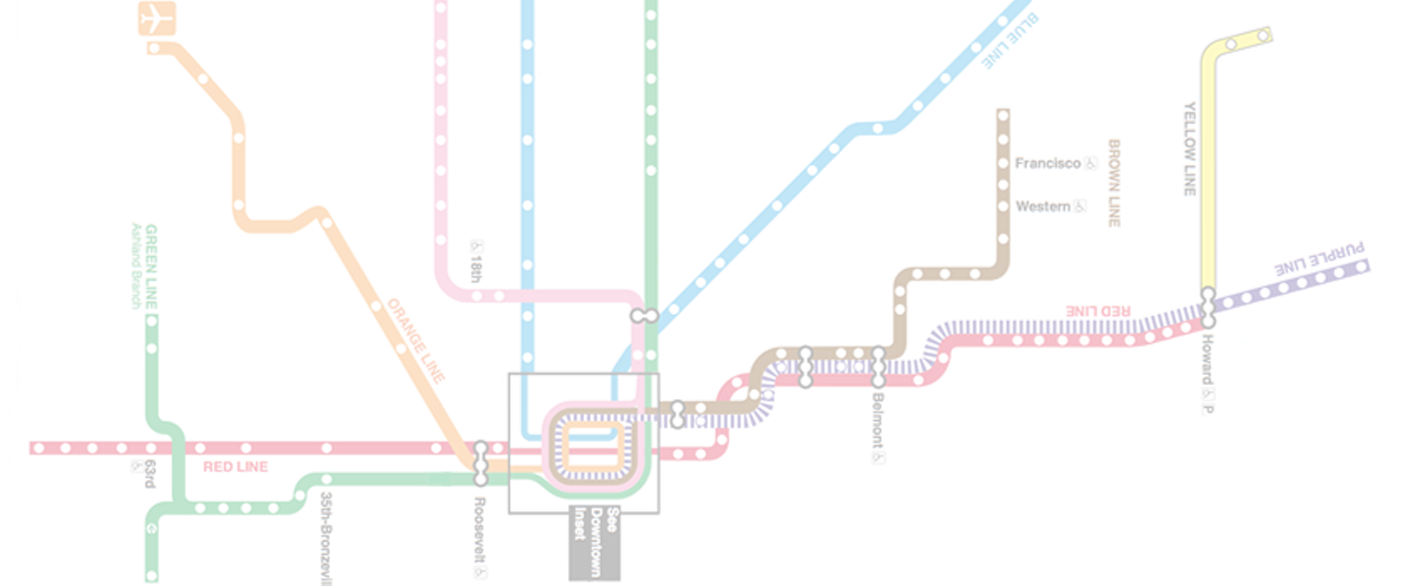 BLUE LINE
YELLOW LINE
BROWN LINE
Francisco
Western
GREEN LINE
Ashland Branch
18th
PURPLE LINE
ORANGE LINE
RED LINE
Howard P
Belmont
RED LINE
63rd
35th-Bronzevil
Roosevelt
See
Downtown
Inset